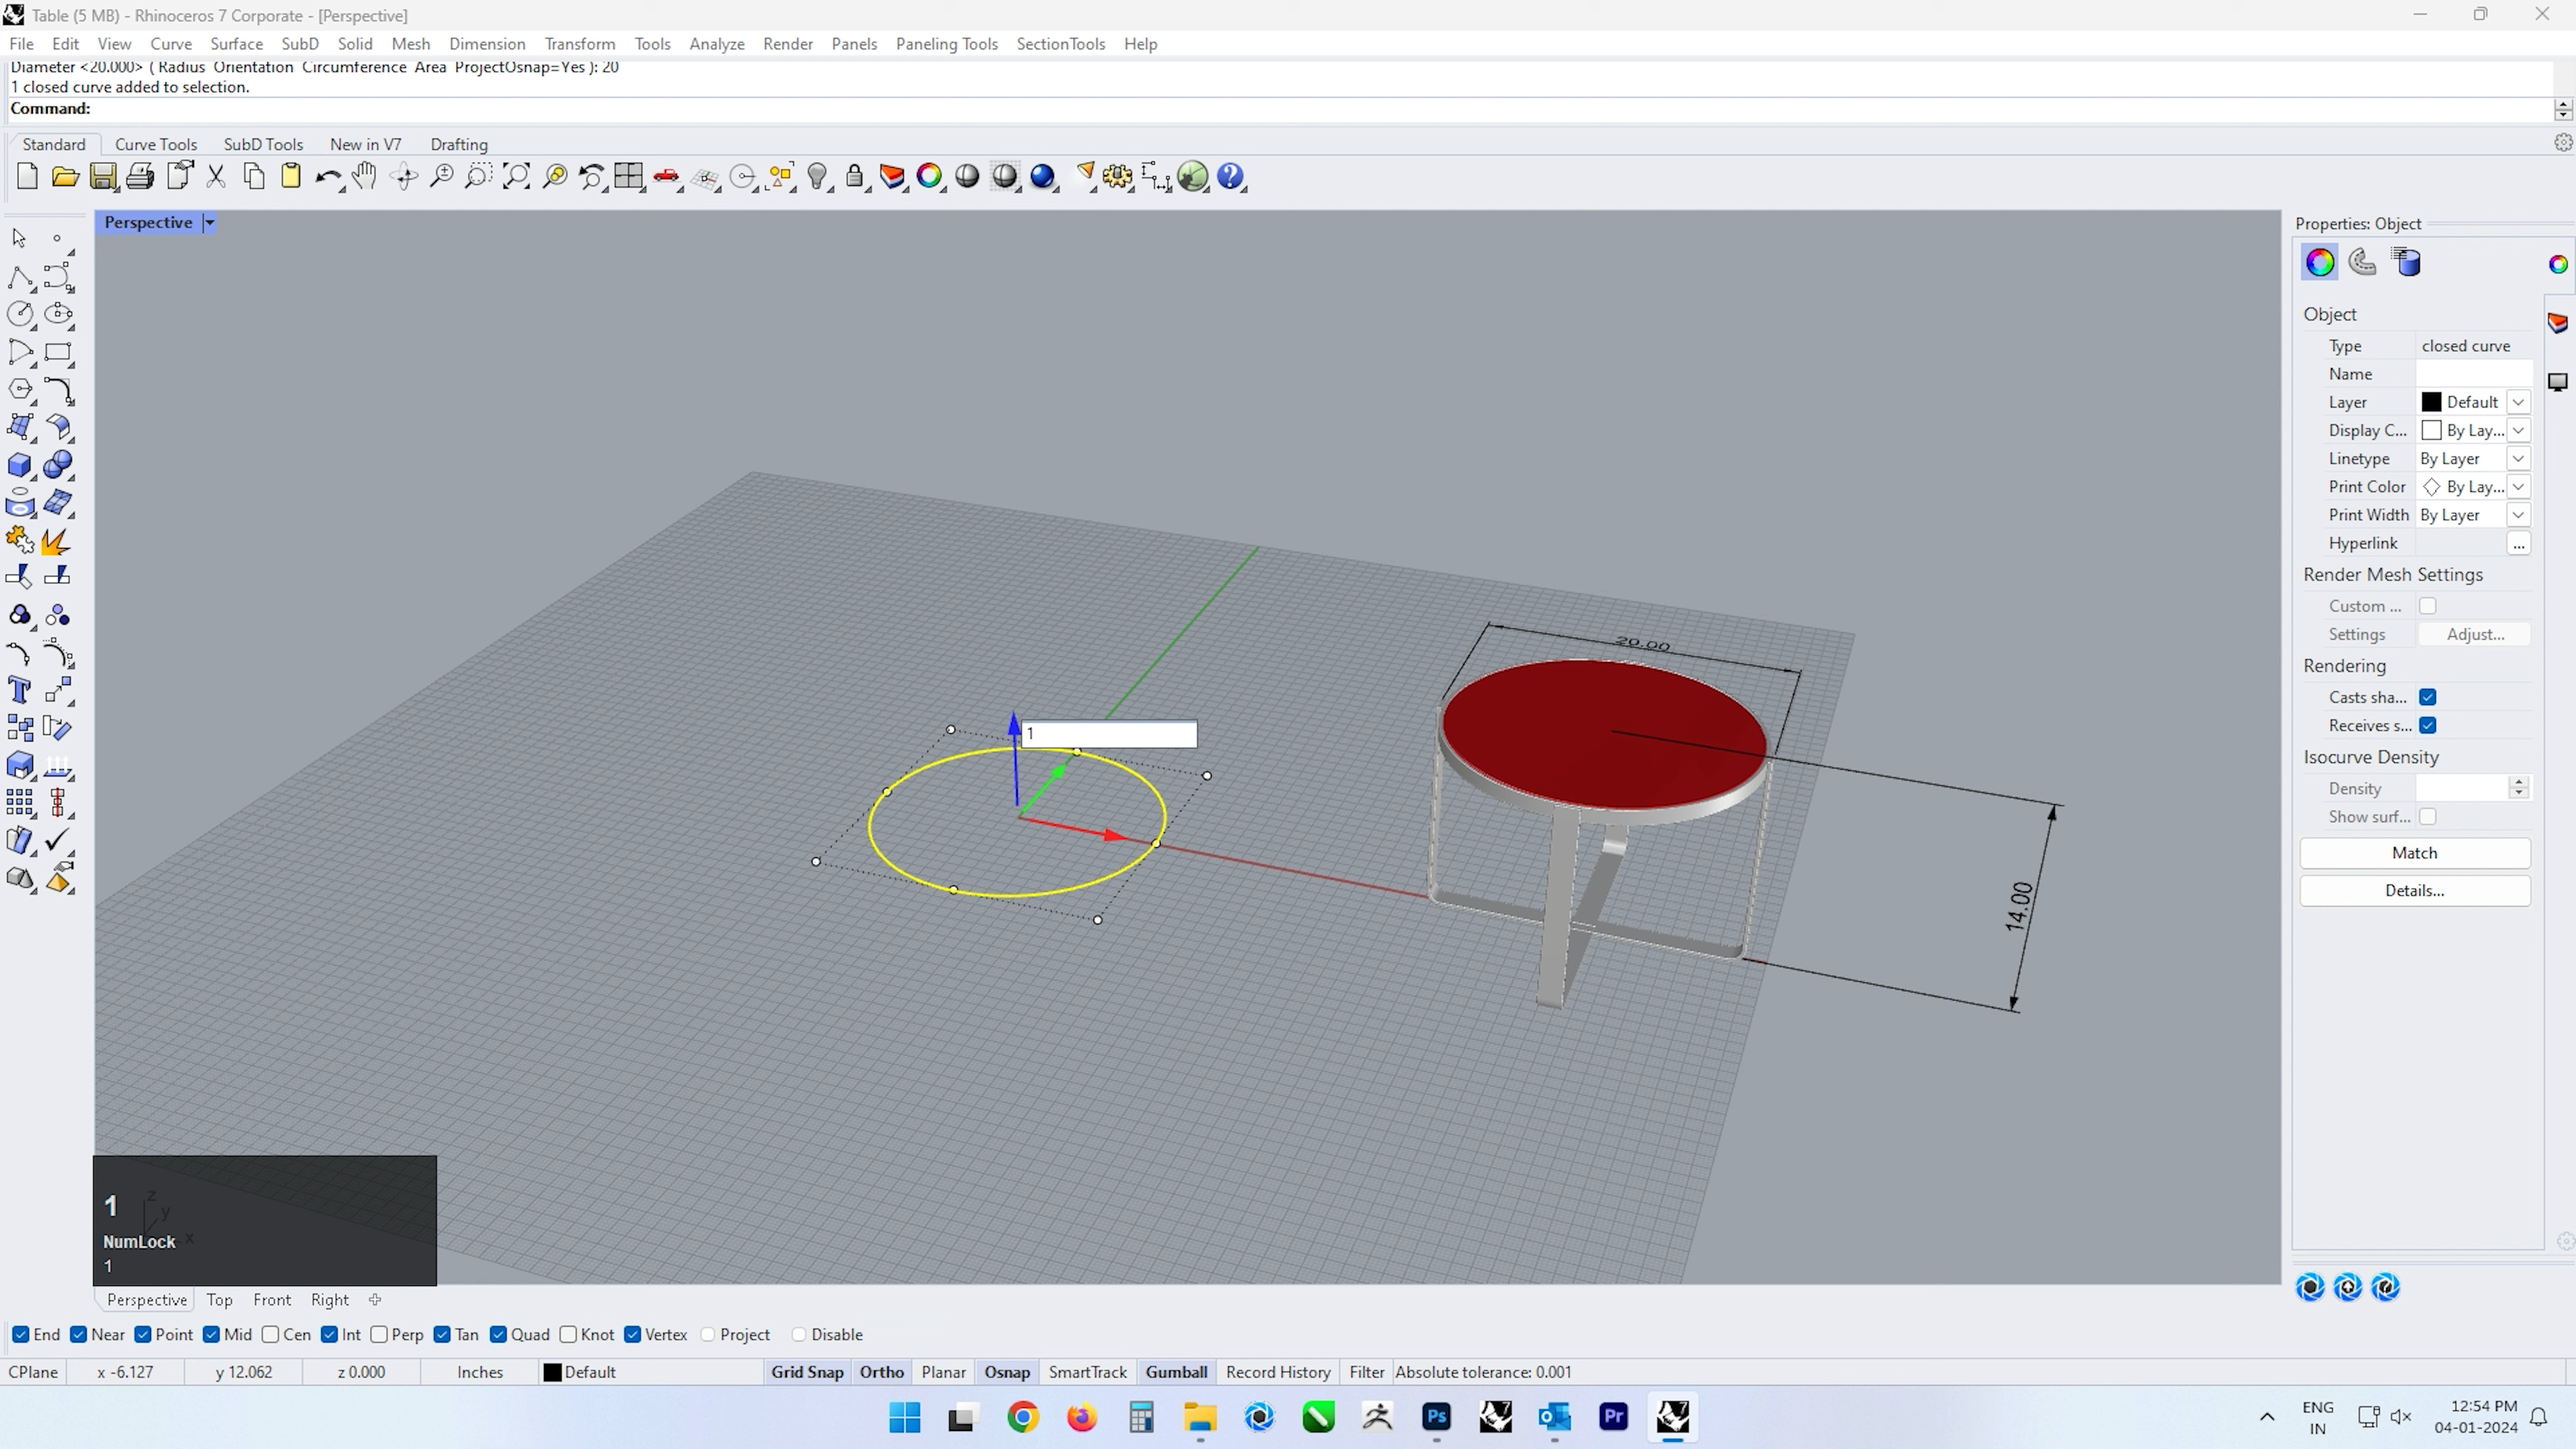 Table (5 MB) - Rhinoceros 7 Corporate - [Perspective]
File Edit View Curve Surface SubD Solid Mesh Dimension Transform Tools Analyze Render Panels Paneling Tools SectionTools Help
Diameter <20.000> ( Radius Orientation Circumference Area ProjectOsnap=Yes ): 20
1 closed curve added to selection.
Command:
Standard Curve Tools SubD Tools New in V7 Drafting
Perspective
Properties: Object
Object
Type closed curve
Name
Layer Default
Display C... By Lay...
Linetype By Layer
Print Color By Lay...
Print Width By Layer
Hyperlink ...
Render Mesh Settings
Custom ...
Settings Adjust...
Rendering
Casts sha...
Receives s...
Isocurve Density
Density
Show surf...
Match
Details...
20.00
1
14.00
1
z
y
x
NumLock
1
Perspective Top Front Right
End Near Point Mid Cen Int Perp Tan Quad Knot Vertex Project Disable
CPlane x -6.127 y 12.062 z 0.000 Inches Default Grid Snap Ortho Planar Osnap SmartTrack Gumball Record History Filter Absolute tolerance: 0.001
Ps Pr
ENG
IN
12:54 PM
04-01-2024